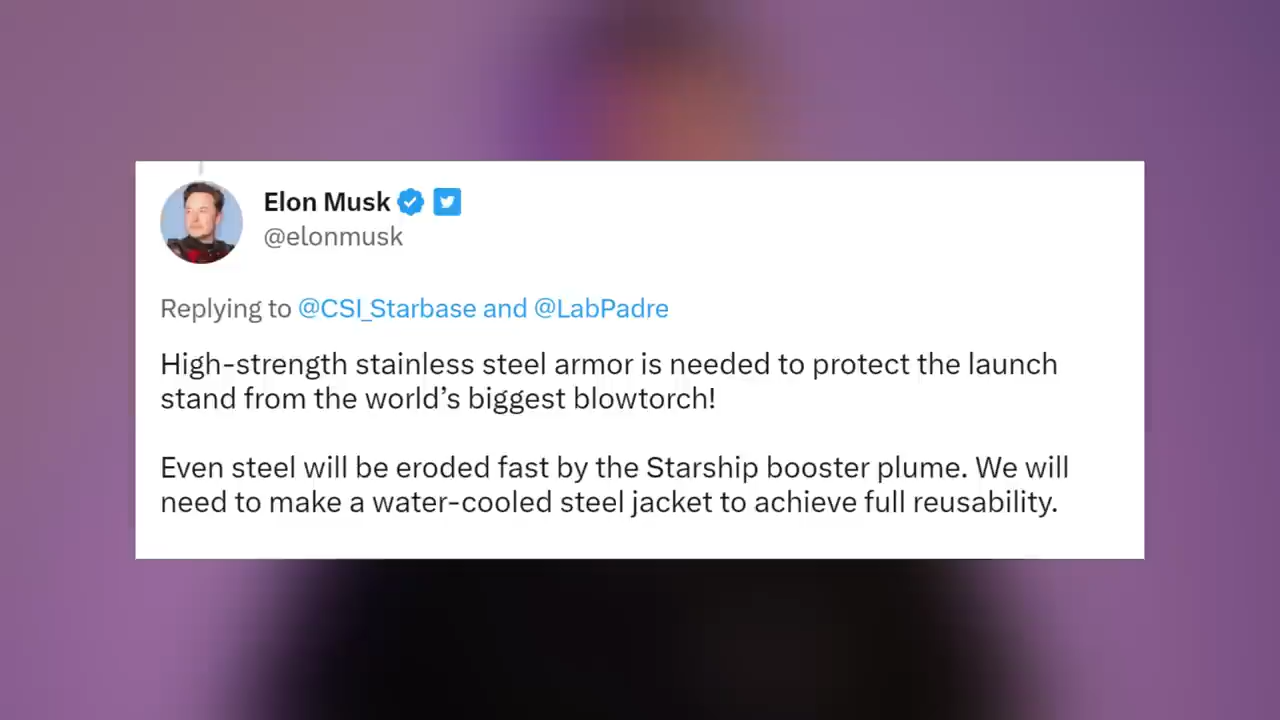 Elon Musk
@elonmusk
Replying to @CSI_Starbase and @LabPadre
High-strength stainless steel armor is needed to protect the launch
stand from the world’s biggest blowtorch!
Even steel will be eroded fast by the Starship booster plume. We will
need to make a water-cooled steel jacket to achieve full reusability.